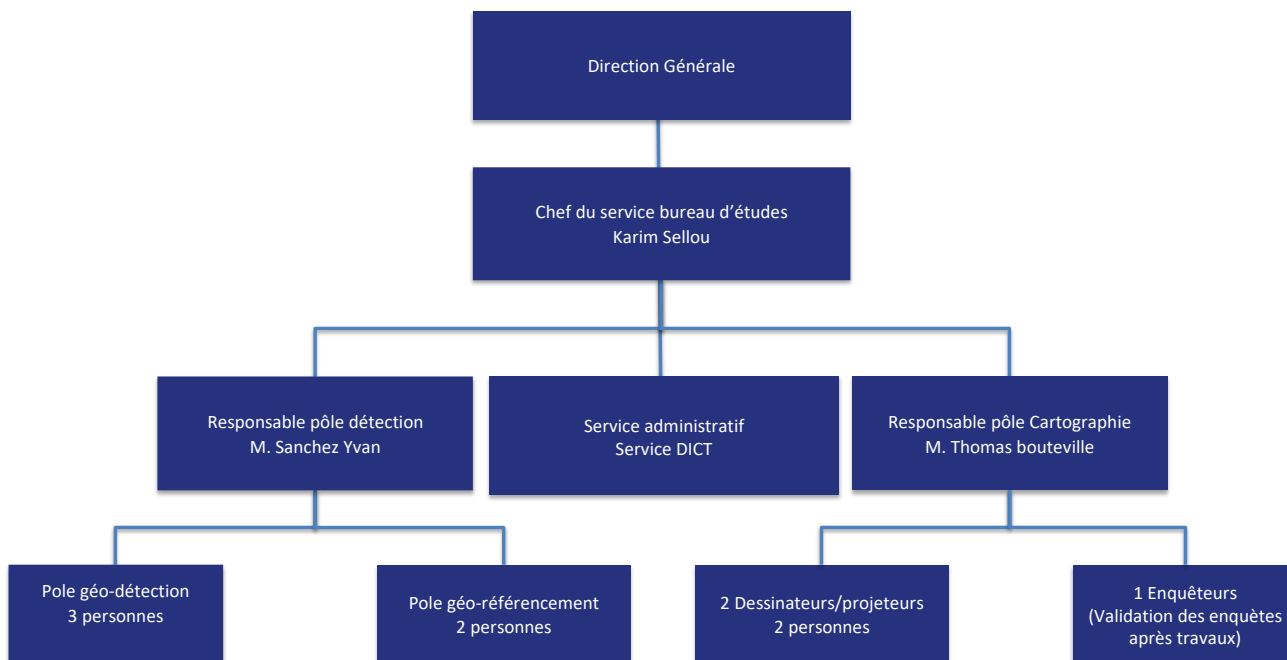 Direction Générale
Chef du service bureau d’études
Karim Sellou
Responsable pôle détection
M. Sanchez Yvan
Service administratif
Service DICT
Responsable pôle Cartographie
M. Thomas bouteville
Pole géo-détection
3 personnes
Pole géo-référencement
2 personnes
2 Dessinateurs/projeteurs
2 personnes
1 Enquêteurs
(Validation des enquètes
après travaux)